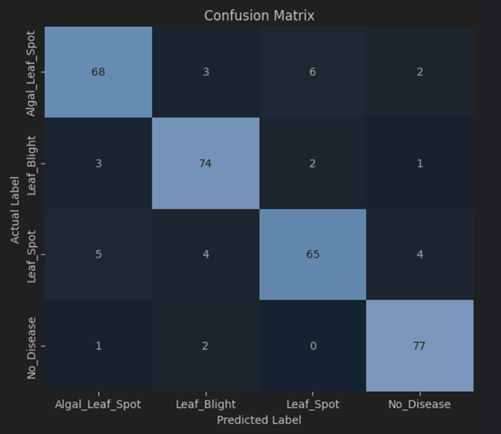 Confusion Matrix
Actual Label
Algal_Leaf_Spot
68 3 6 2
Leaf_Blight
3 74 2 1
Leaf_Spot
5 4 65 4
No_Disease
1 2 0 77
Algal_Leaf_Spot Leaf_Blight Leaf_Spot No_Disease
Predicted Label